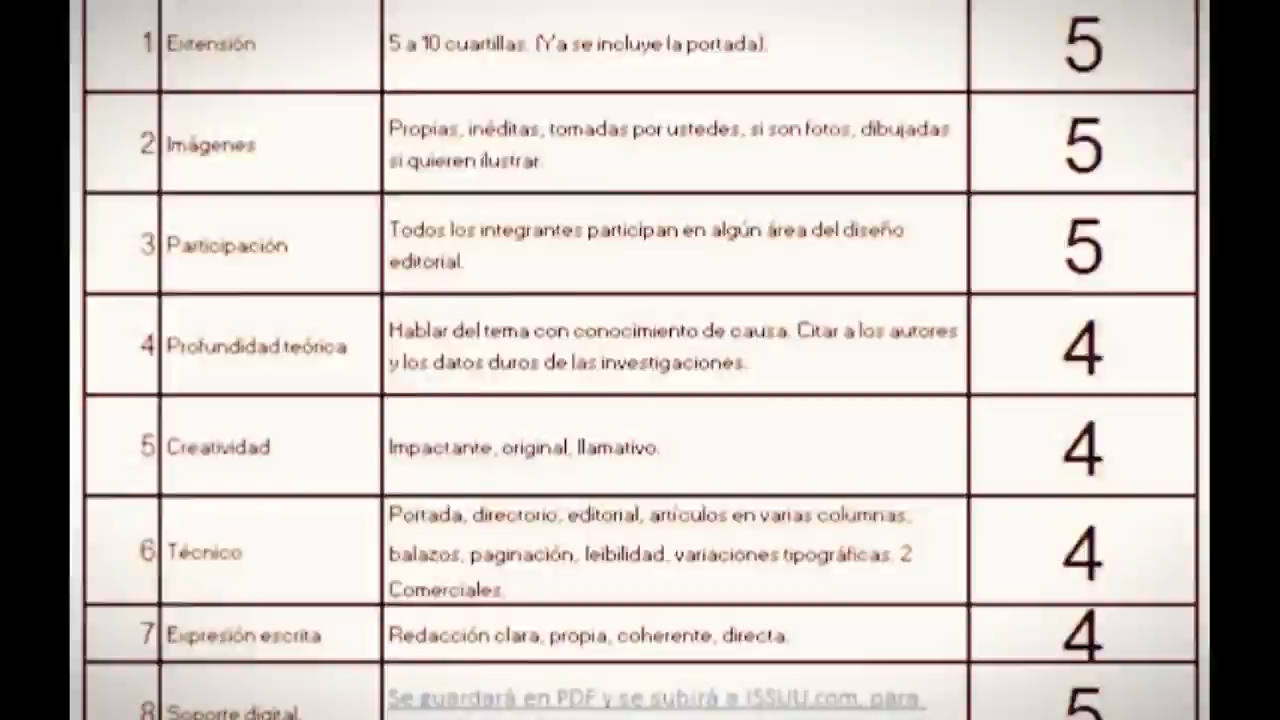 1 Extensión 5 a 10 cuartillas. (Ya se incluye la portada). 5
2 Imágenes Propias, inéditas, tomadas por ustedes, si son fotos, dibujadas 5
si quieren ilustrar.
3 Participación Todos los integrantes participan en algún área del diseño 5
editorial.
4 Profundidad teórica Hablar del tema con conocimiento de causa. Citar a los autores 4
y los datos duros de las investigaciones.
5 Creatividad Impactante, original, llamativo. 4
Portada, directorio, editorial, artículos en varias columnas,
6 Técnico balazos, paginación, leibilidad, variaciones tipográficas. 2 4
Comerciales.
7 Expresión escrita Redacción clara, propia, coherente, directa. 4
Se guardará en PDF y se subirá a ISSUU.com, para
8 Soporte digital. 5